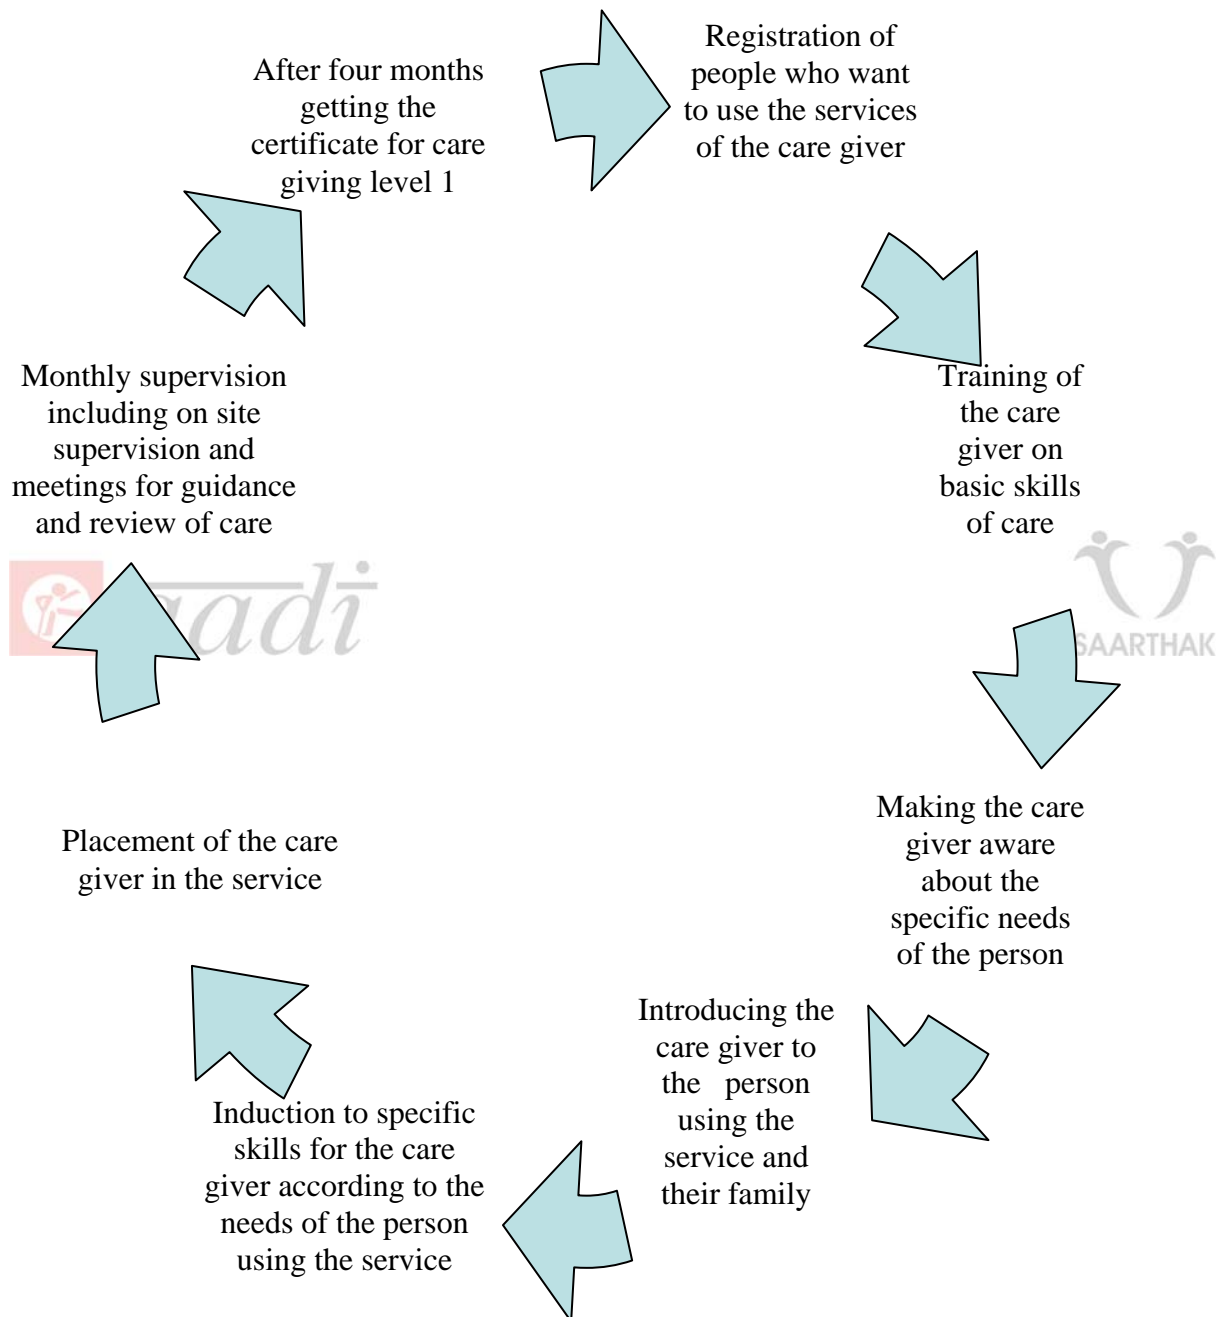 Registration of
people who want
to use the services
of the care giver
Training of
the care
giver on
basic skills
of care
Making the care
giver aware
about the
specific needs
of the person
Introducing the
care giver to
the person
using the
service and
their family
Induction to specific
skills for the care
giver according to the
needs of the person
using the service
Placement of the care
giver in the service
Monthly supervision
including on site
supervision and
meetings for guidance
and review of care
After four months
getting the
certificate for care
giving level 1
aadi
SAARTHAK